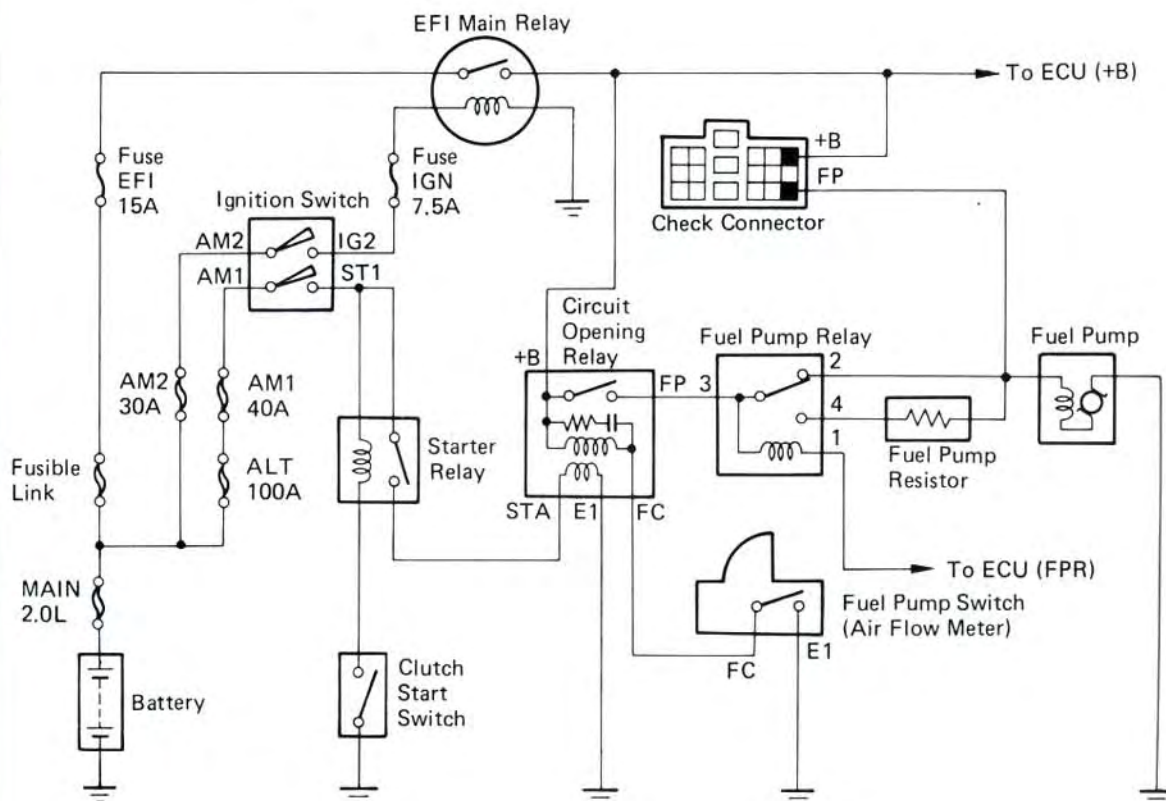 EFI Main Relay
To ECU (+B)
Fuse
EFI
15A
Fuse
IGN
7.5A
+B
FP
Check Connector
Ignition Switch
AM2
IG2
AM1
ST1
Circuit
Opening
Relay
+B
FP
Fuel Pump Relay
3
2
4
1
Fuel Pump
Fuel Pump
Resistor
AM2
30A
AM1
40A
Fusible
Link
ALT
100A
Starter
Relay
STA
E1
FC
To ECU (FPR)
MAIN
2.0L
Fuel Pump Switch
(Air Flow Meter)
FC
E1
Battery
Clutch
Start
Switch